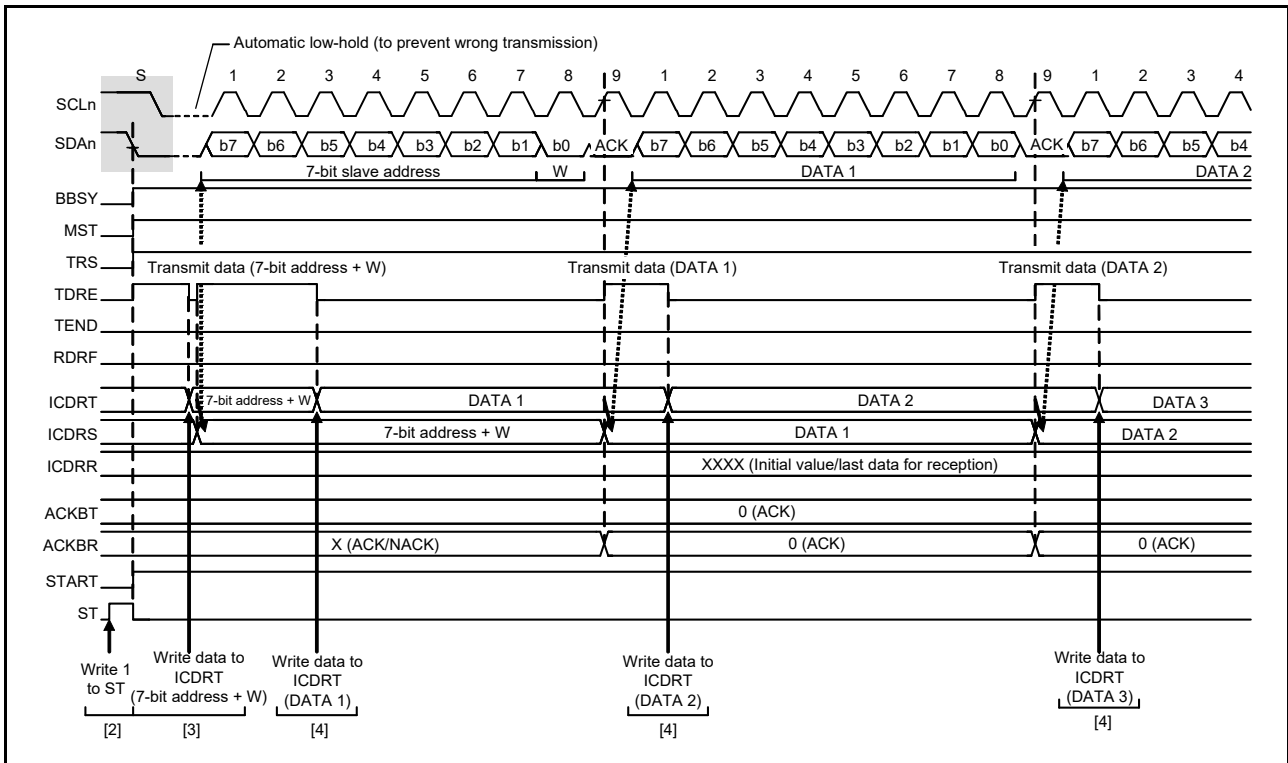 Automatic low-hold (to prevent wrong transmission)
S 1 2 3 4 5 6 7 8 9 1 2 3 4 5 6 7 8 9 1 2 3 4
SCLn
SDAn b7 b6 b5 b4 b3 b2 b1 b0 ACK b7 b6 b5 b4 b3 b2 b1 b0 ACK b7 b6 b5 b4
7-bit slave address W DATA 1 DATA 2
BBSY
MST
TRS
Transmit data (7-bit address + W) Transmit data (DATA 1) Transmit data (DATA 2)
TDRE
TEND
RDRF
ICDRT 7-bit address + W DATA 1 DATA 2 DATA 3
ICDRS 7-bit address + W DATA 1 DATA 2
ICDRR XXXX (Initial value/last data for reception)
ACKBT 0 (ACK)
ACKBR X (ACK/NACK) 0 (ACK) 0 (ACK)
START
ST
Write 1
to ST
[2]
Write data to
ICDRT
(7-bit address + W)
[3]
Write data to
ICDRT
(DATA 1)
[4]
Write data to
ICDRT
(DATA 2)
[4]
Write data to
ICDRT
(DATA 3)
[4]